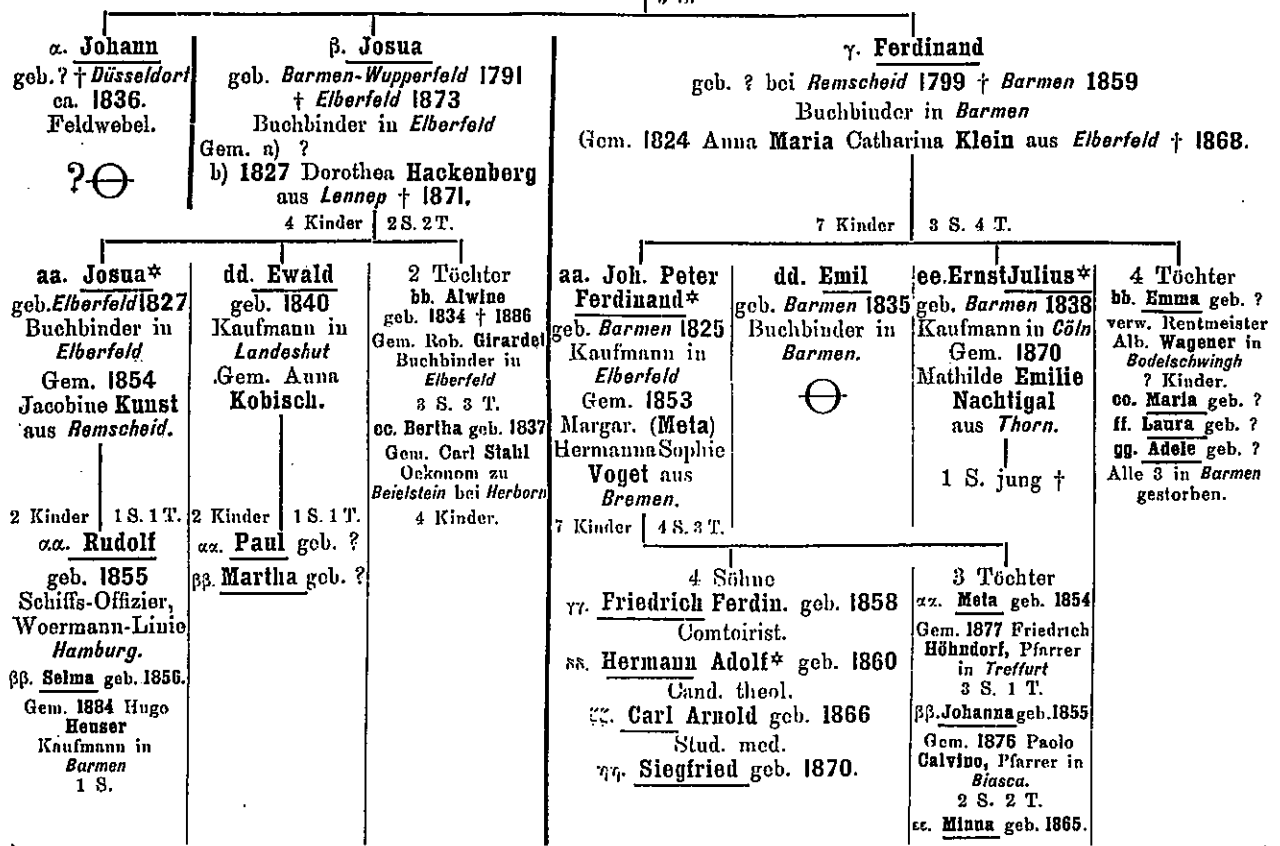 α. Johann
geb. ? † Düsseldorf
ca. 1836.
Feldwebel.
?
β. Josua
geb. Barmen-Wupperfeld 1791
† Elberfeld 1873
Buchbinder in Elberfeld
Gem. a) ?
b) 1827 Dorothea Hackenberg
aus Lennep † 1871.
4 Kinder 2 S. 2 T.
γ. Ferdinand
geb. ? bei Remscheid 1799 † Barmen 1859
Buchbinder in Barmen
Gem. 1824 Anna Maria Catharina Klein aus Elberfeld † 1868.
7 Kinder 3 S. 4 T.
aa. Josua*
geb. Elberfeld 1827
Buchbinder in
Elberfeld
Gem. 1854
Jacobine Kunst
aus Remscheid.
2 Kinder 1 S. 1 T.
αα. Rudolf
geb. 1855
Schiffs-Offizier,
Woermann-Linie
Hamburg.
ββ. Selma geb. 1856.
Gem. 1884 Hugo
Heuser
Kaufmann in
Barmen
1 S.
dd. Ewald
geb. 1840
Kaufmann in
Landeshut
Gem. Anna
Kobisch.
2 Kinder 1 S. 1 T.
αα. Paul geb. ?
ββ. Martha geb. ?
2 Töchter
bb. Alwine
geb. 1834 † 1886
Gem. Rob. Girardet
Buchbinder in
Elberfeld
3 S. 3 T.
cc. Bertha geb. 1837
Gem. Carl Stahl
Oekonom zu
Beielstein bei Herborn
4 Kinder.
aa. Joh. Peter
Ferdinand*
geb. Barmen 1825
Kaufmann in
Elberfeld
Gem. 1853
Margar. (Meta)
Hermanna Sophie
Voget aus
Bremen.
7 Kinder 4 S. 3 T.
dd. Emil
geb. Barmen 1835
Buchbinder in
Barmen.
ee. Ernst Julius*
geb. Barmen 1838
Kaufmann in Cöln
Gem. 1870
Mathilde Emilie
Nachtigal
aus Thorn.
1 S. jung †
4 Töchter
bb. Emma geb. ?
verw. Rentmeister
Alb. Wagener in
Bodelschwingh
? Kinder.
cc. Maria geb. ?
ff. Laura geb. ?
gg. Adele geb. ?
Alle 3 in Barmen
gestorben.
4 Söhne
γγ. Friedrich Ferdin. geb. 1858
Comtoirist.
δδ. Hermann Adolf* geb. 1860
Cand. theol.
ζζ. Carl Arnold geb. 1866
Stud. med.
ηη. Siegfried geb. 1870.
3 Töchter
αα. Meta geb. 1854
Gem. 1877 Friedrich
Höhndorf, Pfarrer
in Treffurt
3 S. 1 T.
ββ. Johanna geb. 1855
Gem. 1876 Paolo
Calvino, Pfarrer in
Biasca.
2 S. 2 T.
εε. Minna geb. 1865.